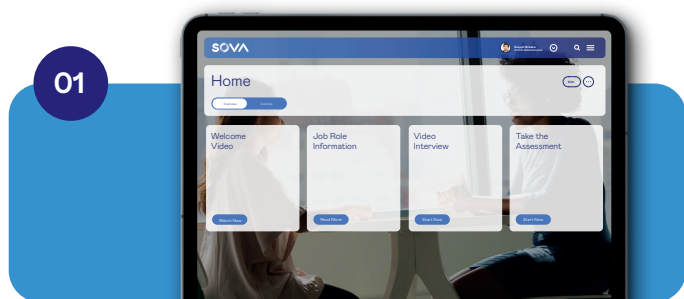 01
SOVA
Home
Welcome
Video
Job Role
Information
Video
Interview
Take the
Assessment
Watch Now
Read More
Start Now
Start Now